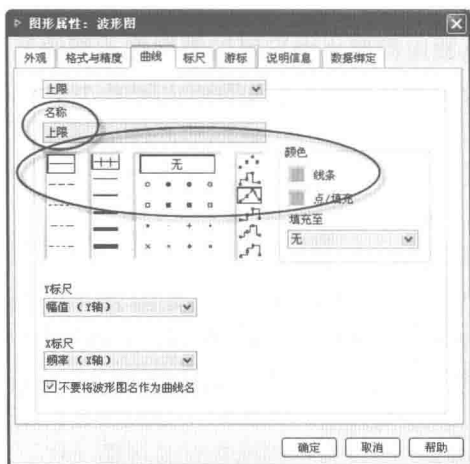 图形属性：波形图
外观 格式与精度 曲线 标尺 游标 说明信息 数据绑定
上限
名称
上限
无
颜色
线条
点/填充
填充至
无
Y标尺
幅值（Y轴）
X标尺
频率（X轴）
不要将波形图名作为曲线名
确定 取消 帮助